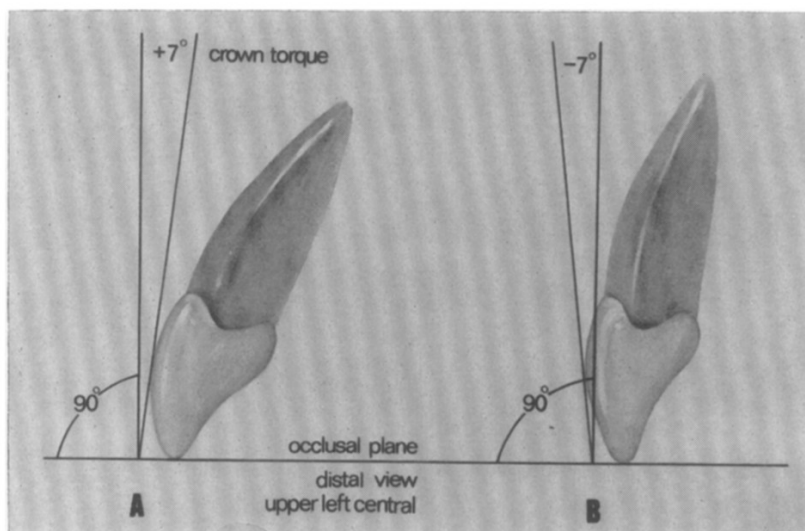 +7° crown torque
-7°
90°
90°
occlusal plane
distal view
upper left central
A
B